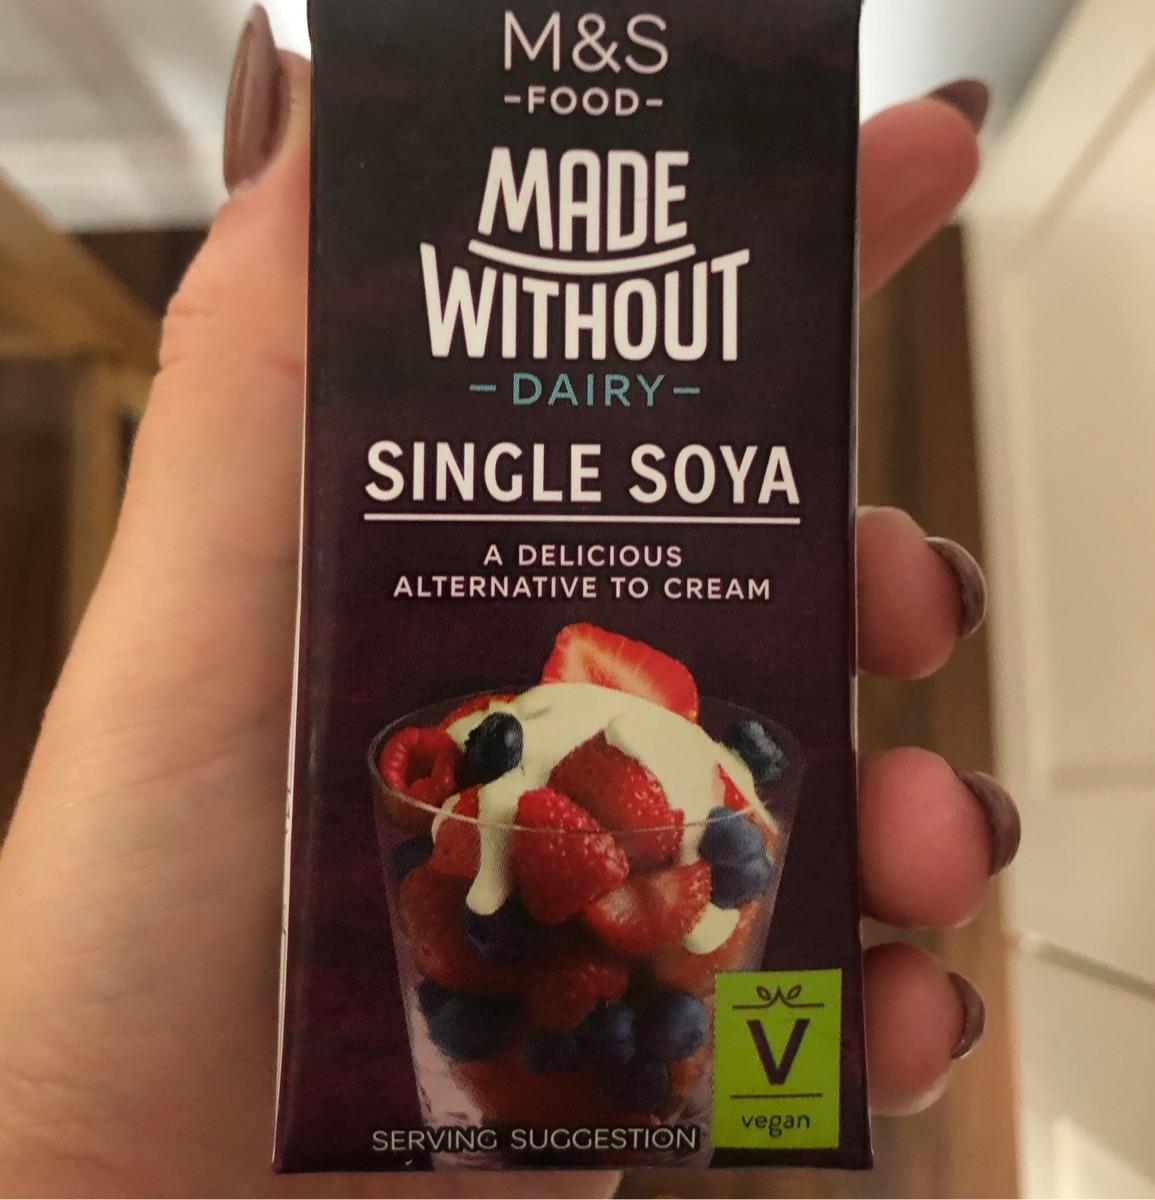 M&S
-FOOD-
MADE
WITHOUT
-DAIRY-
SINGLE SOYA
A DELICIOUS
ALTERNATIVE TO CREAM
V
vegan
SERVING SUGGESTION